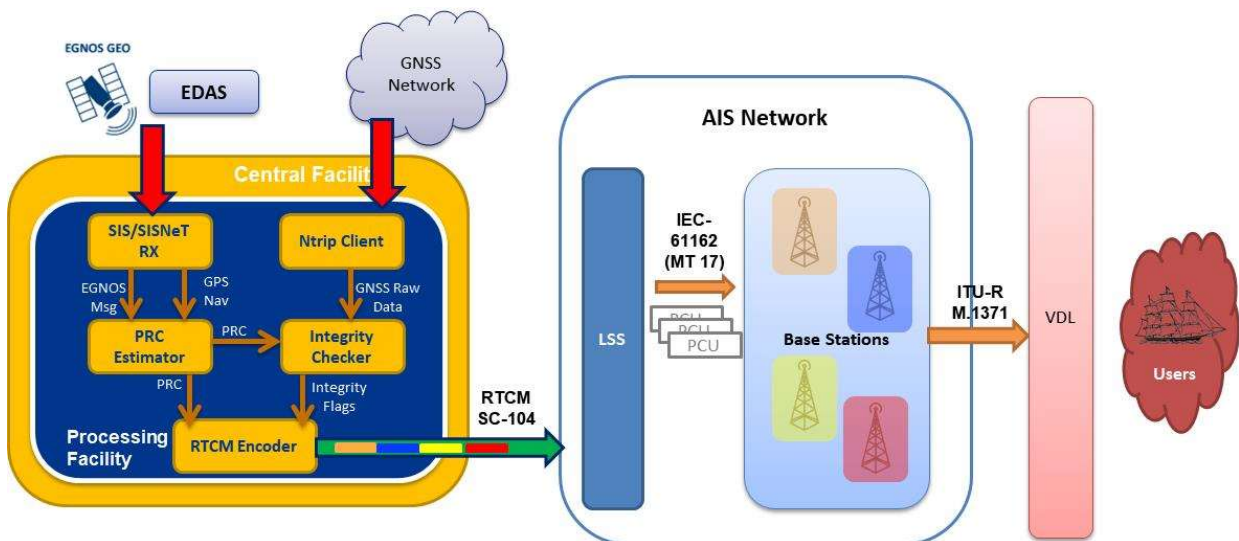 EGNOS GEO
EDAS
GNSS
Network
Central Facilit
SIS/SISNeT
RX
Ntrip Client
EGNOS
Msg
GPS
Nav
GNSS Raw
Data
PRC
Estimator
PRC
Integrity
Checker
PRC
Integrity
Flags
Processing
Facility
RTCM Encoder
RTCM
SC-104
AIS Network
LSS
IEC-
61162
(MT 17)
PCU
PCU
PCU
Base Stations
ITU-R
M.1371
VDL
Users